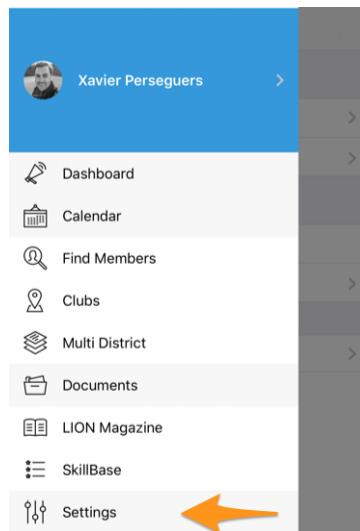 Xavier Perseguers
Dashboard
Calendar
Find Members
Clubs
Multi District
Documents
LION Magazine
SkillBase
Settings